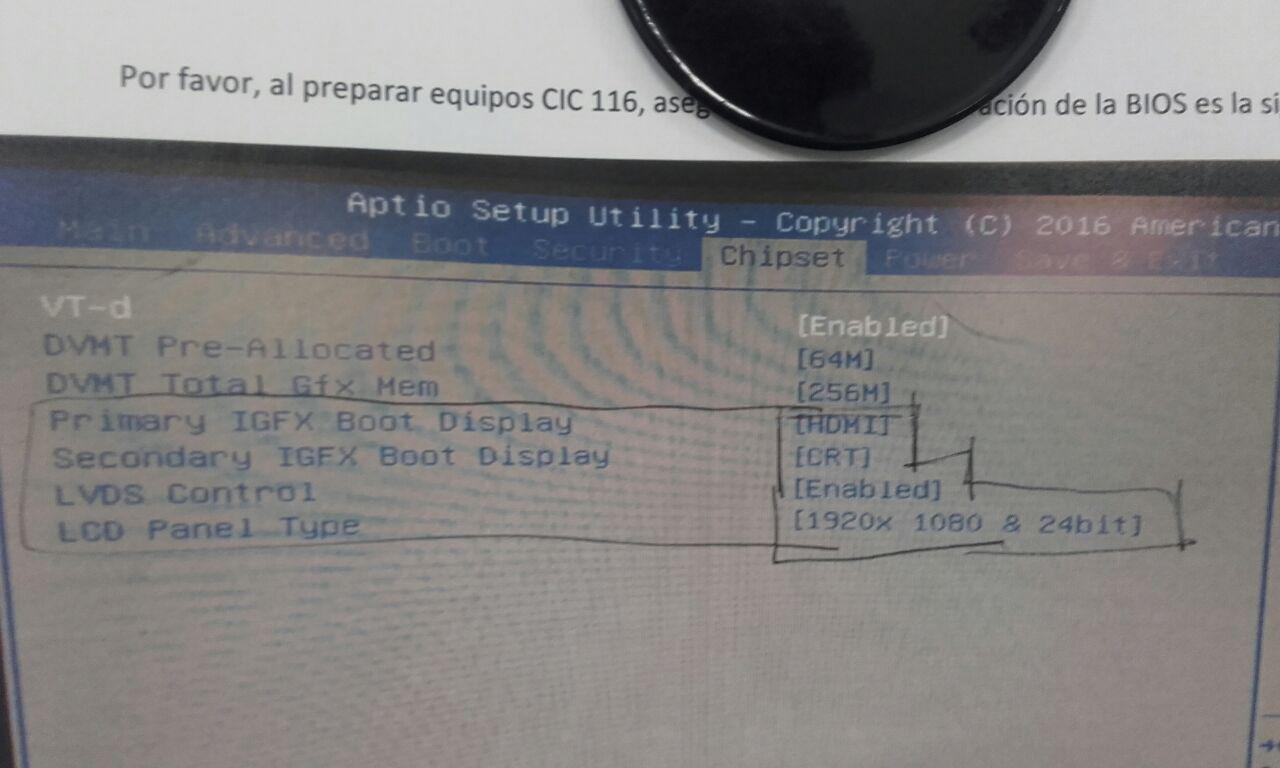 Por favor, al preparar equipos CIC 116, aseg ación de la BIOS es la si
Aptio Setup Utility - Copyright (C) 2016 American
Main Advanced Boot Security Chipset Power Save & Exit
VT-d [Enabled]
DVMT Pre-Allocated [64M]
DVMT Total Gfx Mem [256M]
Primary IGFX Boot Display [HDMI]
Secondary IGFX Boot Display [CRT]
LVDS Control [Enabled]
LCD Panel Type [1920x 1080 & 24bit]